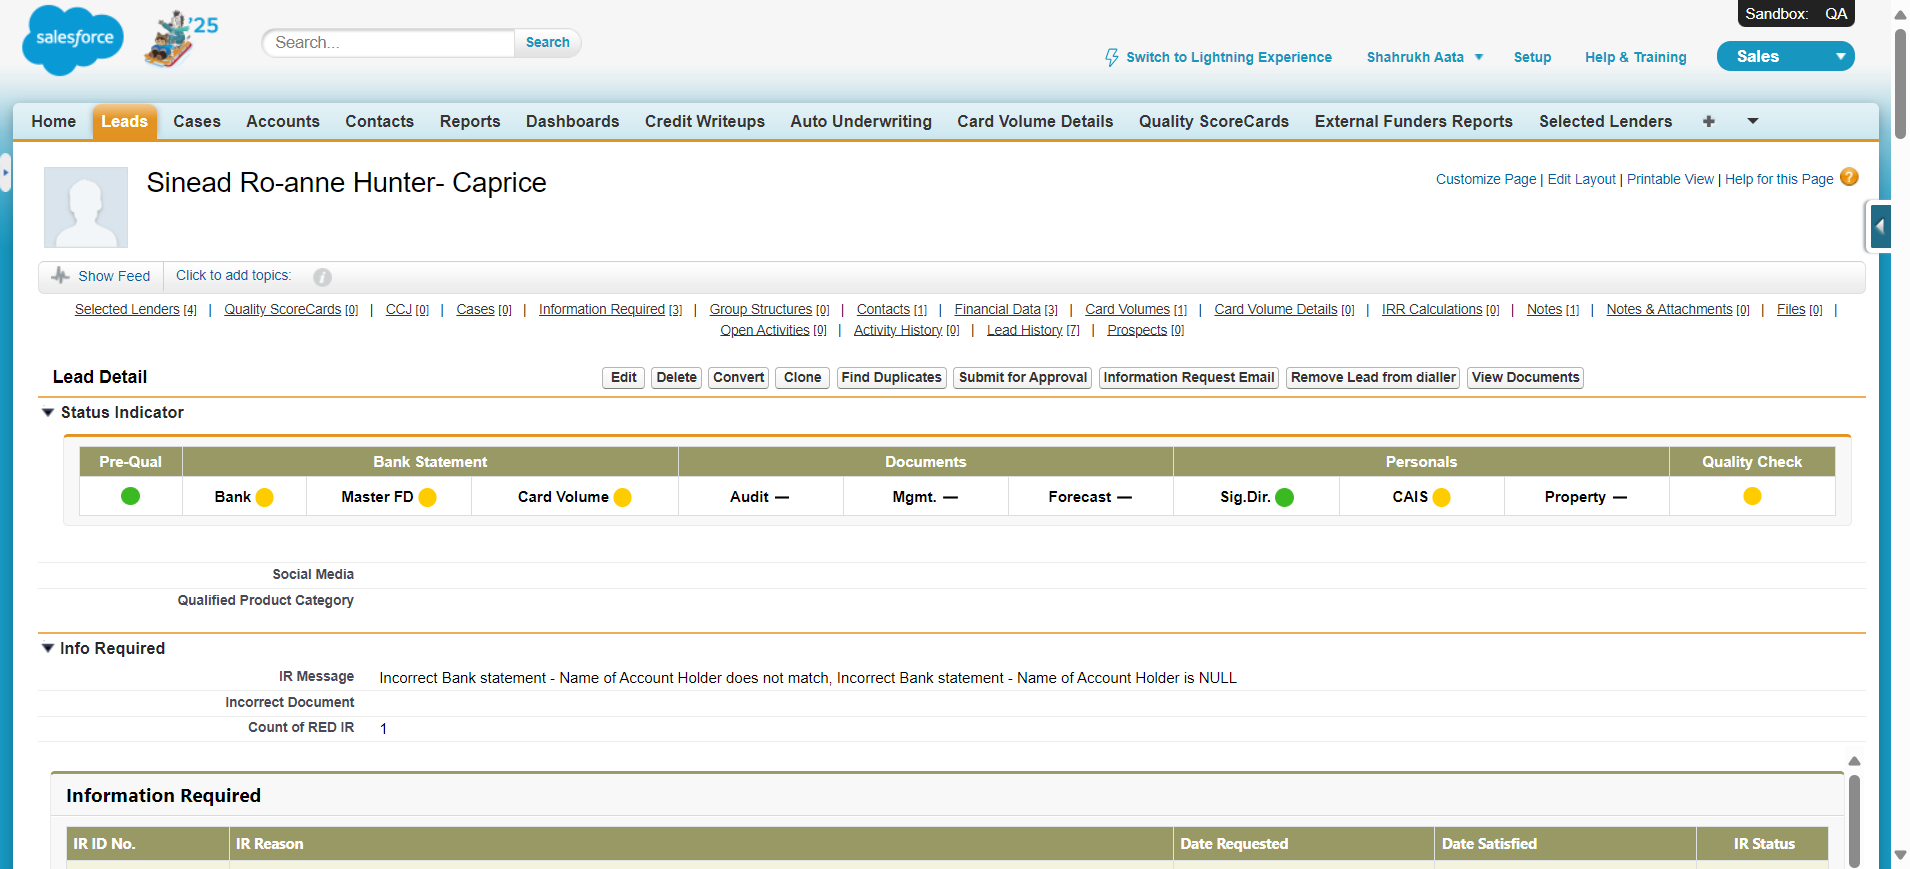 Sandbox: QA
salesforce
'25
Search...
Search
Switch to Lightning Experience
Shahrukh Aata
Setup
Help & Training
Sales
Home
Leads
Cases
Accounts
Contacts
Reports
Dashboards
Credit Writeups
Auto Underwriting
Card Volume Details
Quality ScoreCards
External Funders Reports
Selected Lenders
+
Sinead Ro-anne Hunter- Caprice
Customize Page | Edit Layout | Printable View | Help for this Page ?
Show Feed
Click to add topics:
i
Selected Lenders [4] | Quality ScoreCards [0] | CCJ [0] | Cases [0] | Information Required [3] | Group Structures [0] | Contacts [1] | Financial Data [3] | Card Volumes [1] | Card Volume Details [0] | IRR Calculations [0] | Notes [1] | Notes & Attachments [0] | Files [0] |
Open Activities [0] | Activity History [0] | Lead History [7] | Prospects [0]
Lead Detail
Edit
Delete
Convert
Clone
Find Duplicates
Submit for Approval
Information Request Email
Remove Lead from dialler
View Documents
Status Indicator
Pre-Qual
Bank Statement
Documents
Personals
Quality Check
Bank
Master FD
Card Volume
Audit —
Mgmt. —
Forecast —
Sig.Dir.
CAIS
Property —
Social Media
Qualified Product Category
Info Required
IR Message Incorrect Bank statement - Name of Account Holder does not match, Incorrect Bank statement - Name of Account Holder is NULL
Incorrect Document
Count of RED IR 1
Information Required
IR ID No.
IR Reason
Date Requested
Date Satisfied
IR Status